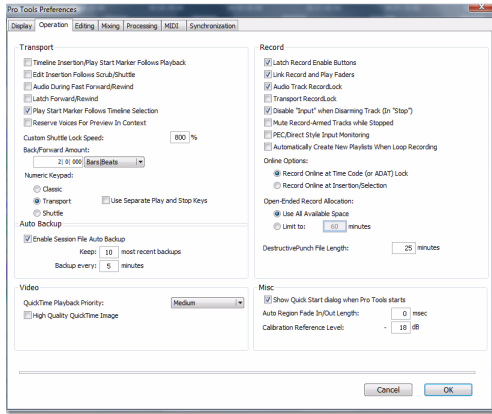 Pro Tools Preferences
Display Operation Editing Mixing Processing MIDI Synchronization
Transport
Timeline Insertion/Play Start Marker Follows Playback
Edit Insertion Follows Scrub/Shuttle
Audio During Fast Forward/Rewind
Latch Forward/Rewind
Play Start Marker Follows Timeline Selection
Reserve Voices For Preview In Context
Custom Shuttle Lock Speed: 800 %
Back/Forward Amount:
2| 0| 000 Bars|Beats
Numeric Keypad:
Classic
Transport Use Separate Play and Stop Keys
Shuttle
Auto Backup
Enable Session File Auto Backup
Keep: 10 most recent backups
Backup every: 5 minutes
Video
QuickTime Playback Priority: Medium
High Quality QuickTime Image
Record
Latch Record Enable Buttons
Link Record and Play Faders
Audio Track RecordLock
Transport RecordLock
Disable "Input" when Disarming Track (In "Stop")
Mute Record-Armed Tracks while Stopped
PEC/Direct Style Input Monitoring
Automatically Create New Playlists When Loop Recording
Online Options:
Record Online at Time Code (or ADAT) Lock
Record Online at Insertion/Selection
Open-Ended Record Allocation:
Use All Available Space
Limit to: 60 minutes
DestructivePunch File Length: 25 minutes
Misc
Show Quick Start dialog when Pro Tools starts
Auto Region Fade In/Out Length: 0 msec
Calibration Reference Level: - 18 dB
Cancel OK